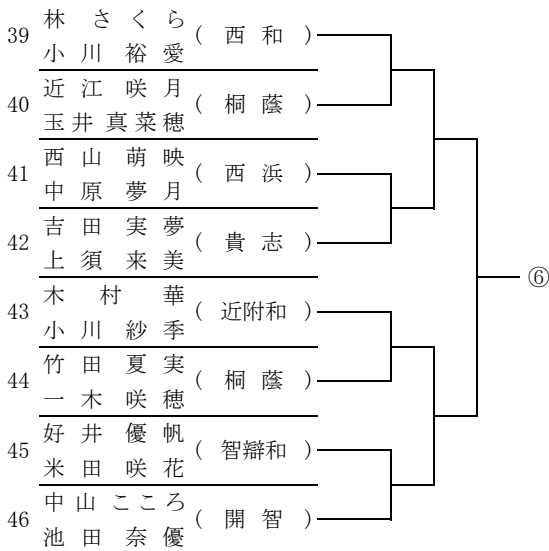 林 さくら
39 ( 西 和 )
小川 裕愛
近江 咲月
40 ( 桐 蔭 )
玉井 真菜穂
西山 萌映
41 ( 西 浜 )
中原 夢月
吉田 実夢
42 ( 貴 志 )
上須 来美
⑥
木村 華
43 ( 近附和 )
小川 紗季
竹田 夏実
44 ( 桐 蔭 )
一木 咲穂
好井 優帆
45 ( 智辯和 )
米田 咲花
中山 こころ
46 ( 開 智 )
池田 奈優